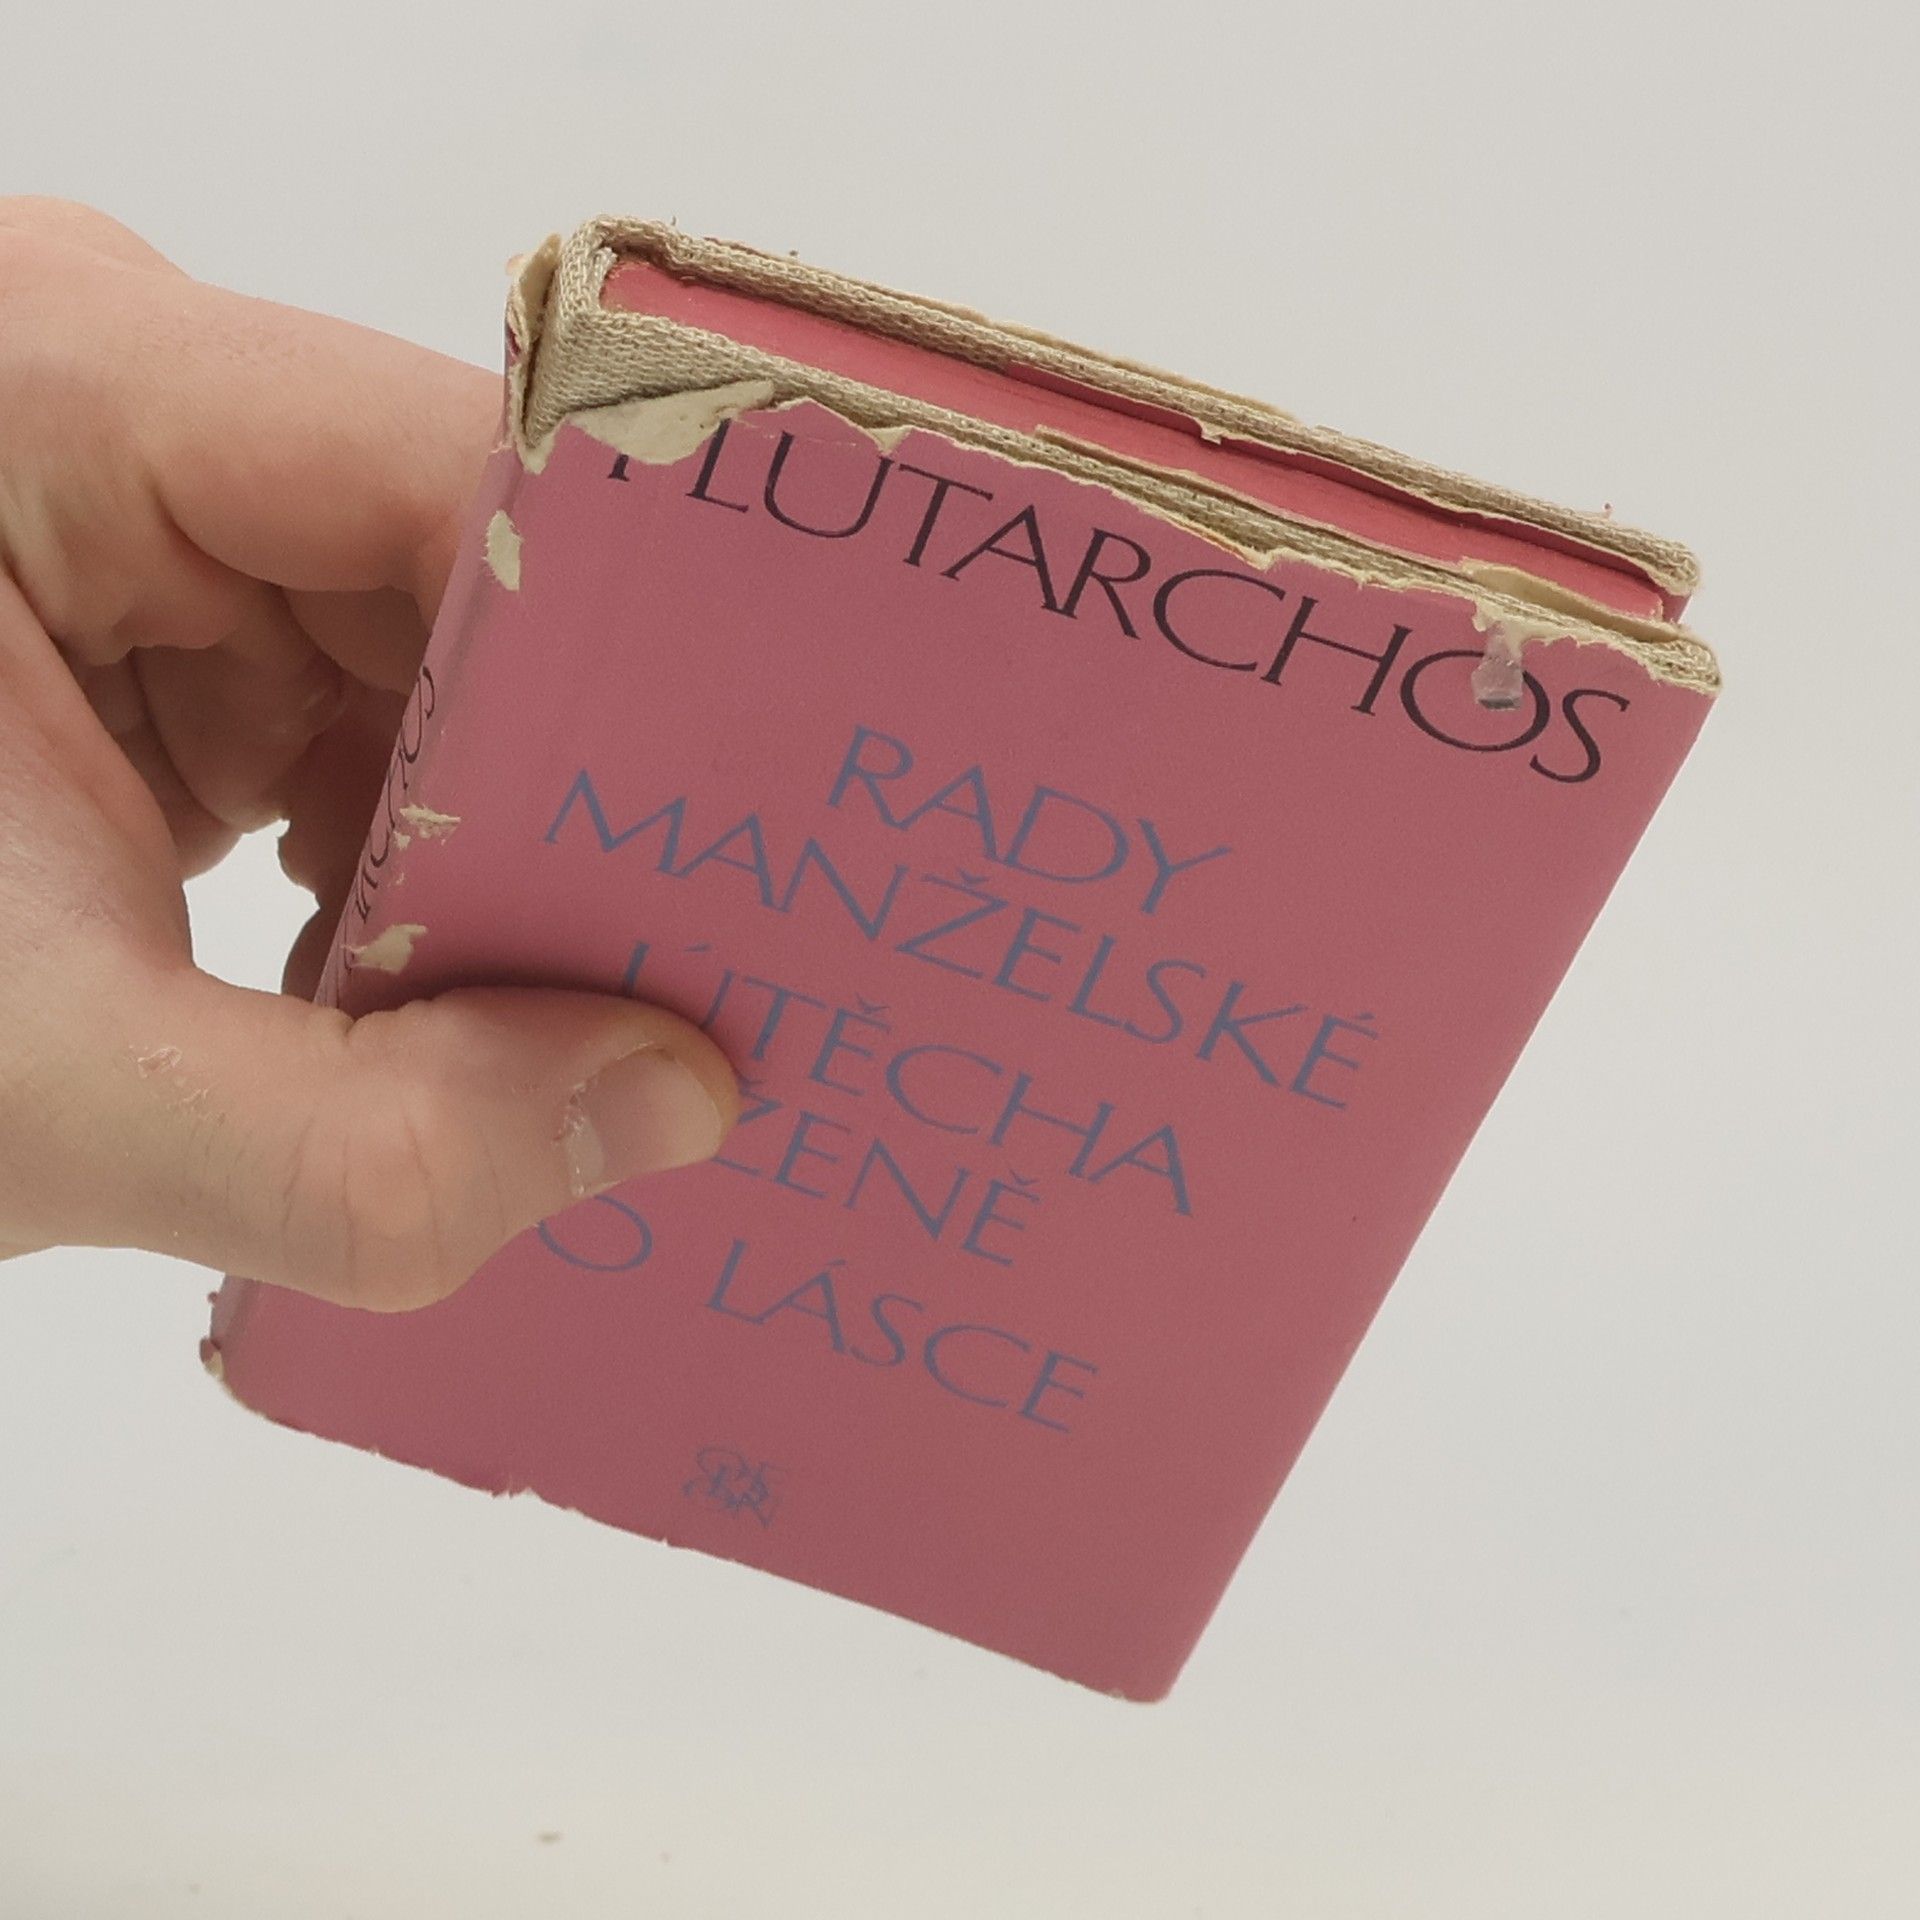 PLUTARCHOS
RADY
MANŽELSKÉ
ÚTĚCHA
ŽENĚ
O LÁSCE